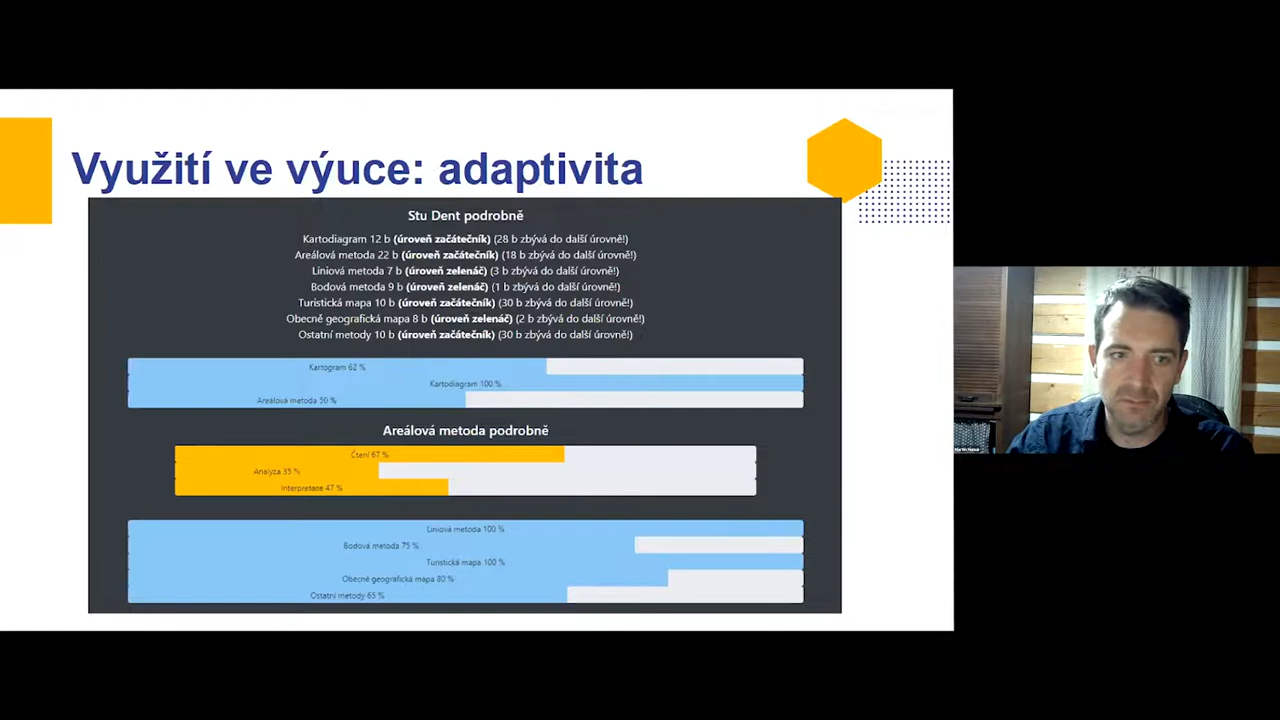 Využití ve výuce: adaptivita
Stu Dent podrobně
Kartodiagram 12 b (úroveň začátečník) (28 b zbývá do další úrovně!)
Areálová metoda 22 b (úroveň začátečník) (18 b zbývá do další úrovně!)
Liniová metoda 7 b (úroveň zelenáč) (3 b zbývá do další úrovně!)
Bodová metoda 9 b (úroveň zelenáč) (1 b zbývá do další úrovně!)
Turistická mapa 10 b (úroveň začátečník) (30 b zbývá do další úrovně!)
Obecně geografická mapa 8 b (úroveň zelenáč) (2 b zbývá do další úrovně!)
Ostatní metody 10 b (úroveň začátečník) (30 b zbývá do další úrovně!)
Kartogram 62 %
Kartodiagram 100 %
Areálová metoda 50 %
Areálová metoda podrobně
Čtení 67 %
Analýza 35 %
Interpretase 47 %
Liniová metoda 100 %
Bodová metoda 75 %
Turistická mapa 100 %
Obecně geografická mapa 80 %
Ostatní metody 65 %
Martin